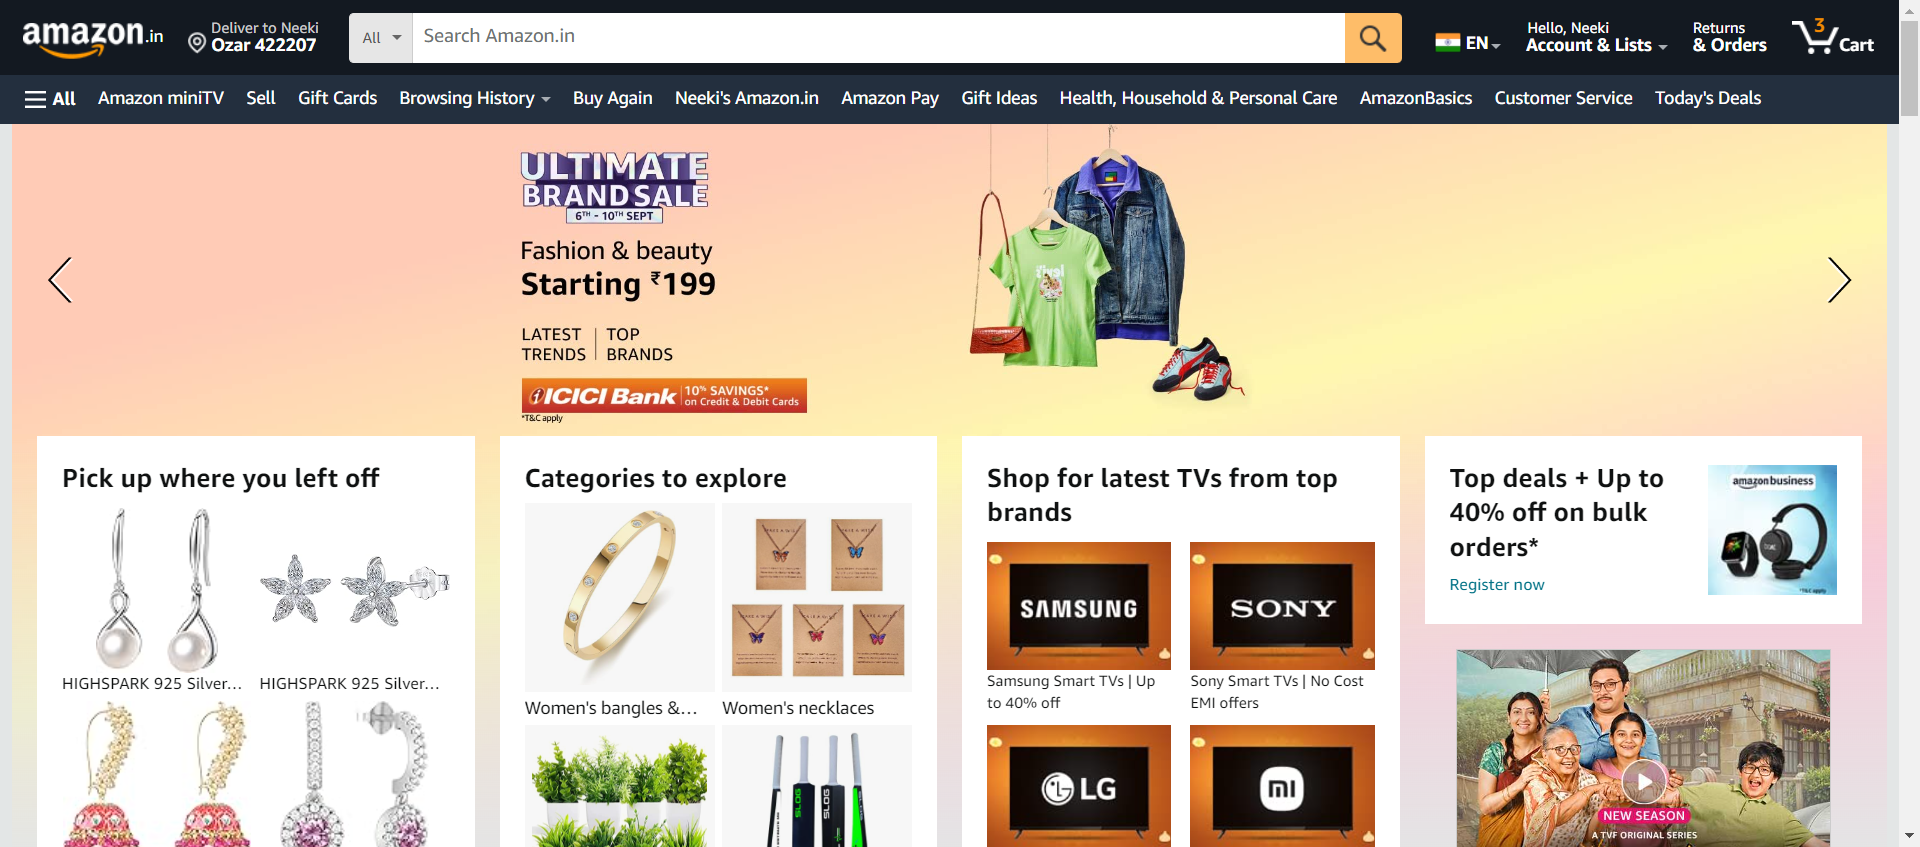 amazon.in
Deliver to Neeki
Ozar 422207
All
Search Amazon.in
EN
Hello, Neeki
Account & Lists
Returns
& Orders
3
Cart
All
Amazon miniTV
Sell
Gift Cards
Browsing History
Buy Again
Neeki's Amazon.in
Amazon Pay
Gift Ideas
Health, Household & Personal Care
AmazonBasics
Customer Service
Today's Deals
ULTIMATE
BRAND SALE
6TH - 10TH SEPT
Fashion & beauty
Starting ₹199
LATEST
TRENDS
TOP
BRANDS
ICICI Bank
10% SAVINGS*
on Credit & Debit Cards
*T&C apply
Pick up where you left off
HIGHSPARK 925 Silver...
HIGHSPARK 925 Silver...
Categories to explore
Women's bangles &...
Women's necklaces
SLOG
SLOG
Shop for latest TVs from top
brands
SAMSUNG
Samsung Smart TVs | Up
to 40% off
SONY
Sony Smart TVs | No Cost
EMI offers
LG
mi
Top deals + Up to
40% off on bulk
orders*
Register now
amazon business
*T&C apply
NEW SEASON
A TVF ORIGINAL SERIES